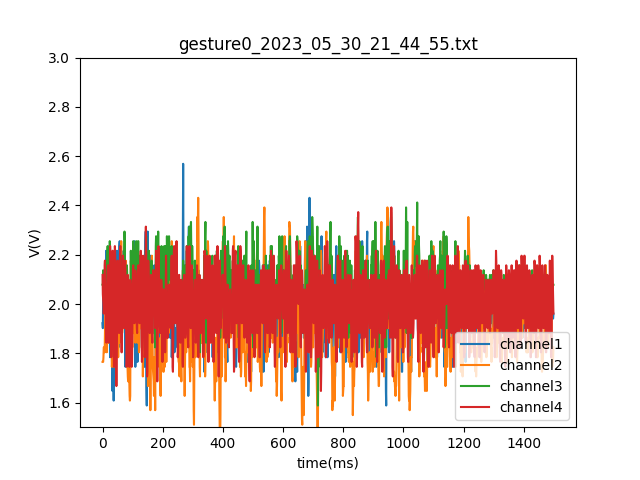 gesture0_2023_05_30_21_44_55.txt
3.0
2.8
2.6
2.4
2.2
2.0
1.8
1.6
V(V)
channel1
channel2
channel3
channel4
0 200 400 600 800 1000 1200 1400
time(ms)